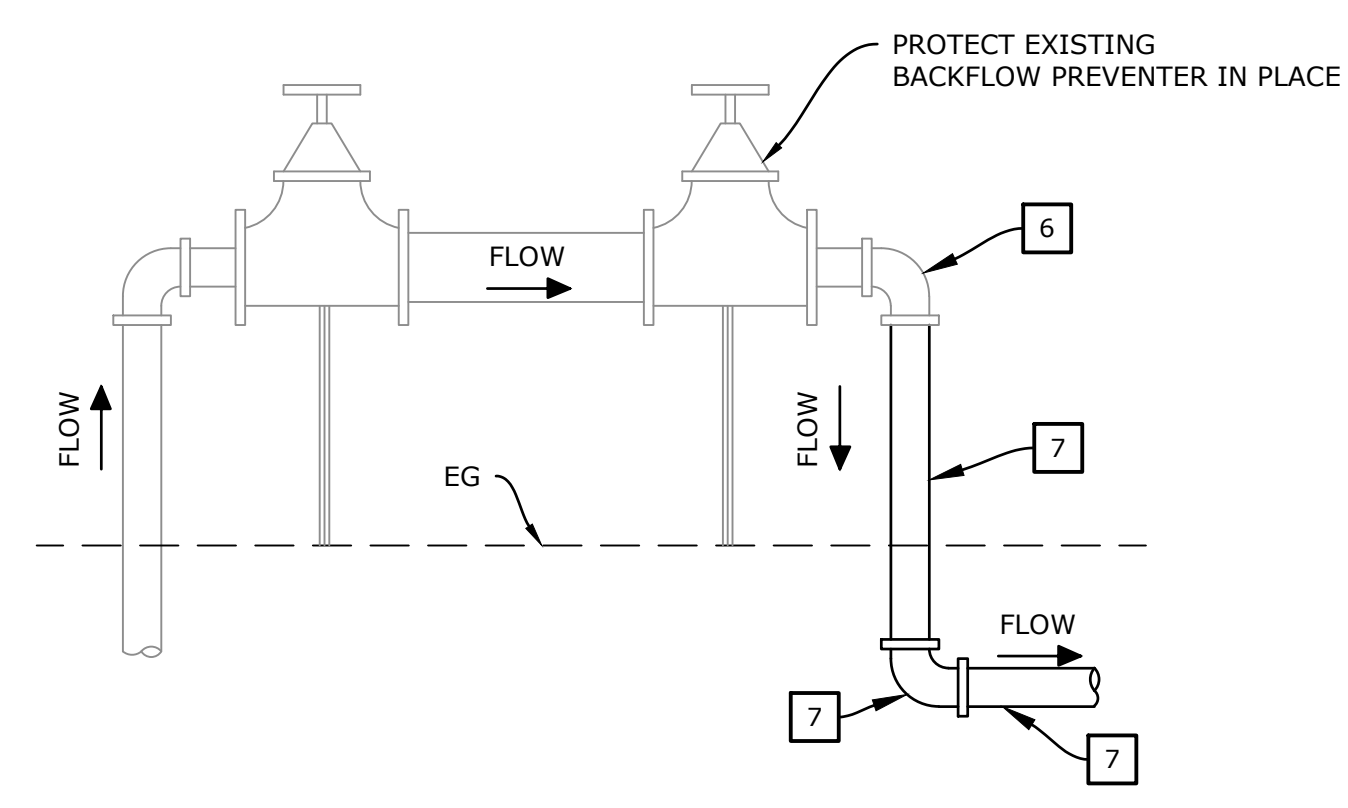 PROTECT EXISTING
BACKFLOW PREVENTER IN PLACE
6
FLOW
FLOW
FLOW
7
EG
FLOW
7
7